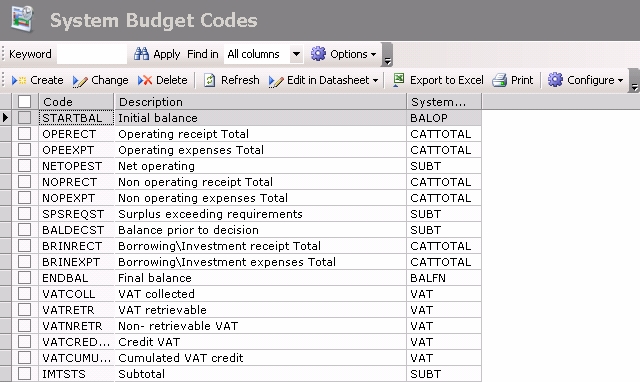 System Budget Codes
Keyword Apply Find in All columns Options
Create Change Delete Refresh Edit in Datasheet Export to Excel Print Configure
Code Description System...
STARTBAL Initial balance BALOP
OPERECT Operating receipt Total CATTOTAL
OPEEXPT Operating expenses Total CATTOTAL
NETOPEST Net operating SUBT
NOPRECT Non operating receipt Total CATTOTAL
NOPEXPT Non operating expenses Total CATTOTAL
SPSREQST Surplus exceeding requirements SUBT
BALDECST Balance prior to decision SUBT
BRINRECT Borrowing\Investment receipt Total CATTOTAL
BRINEXPT Borrowing\Investment expenses Total CATTOTAL
ENDBAL Final balance BALFN
VATCOLL VAT collected VAT
VATRETR VAT retrievable VAT
VATNRETR Non- retrievable VAT VAT
VATCRED... Credit VAT VAT
VATCUMU... Cumulated VAT credit VAT
IMTSTS Subtotal SUBT